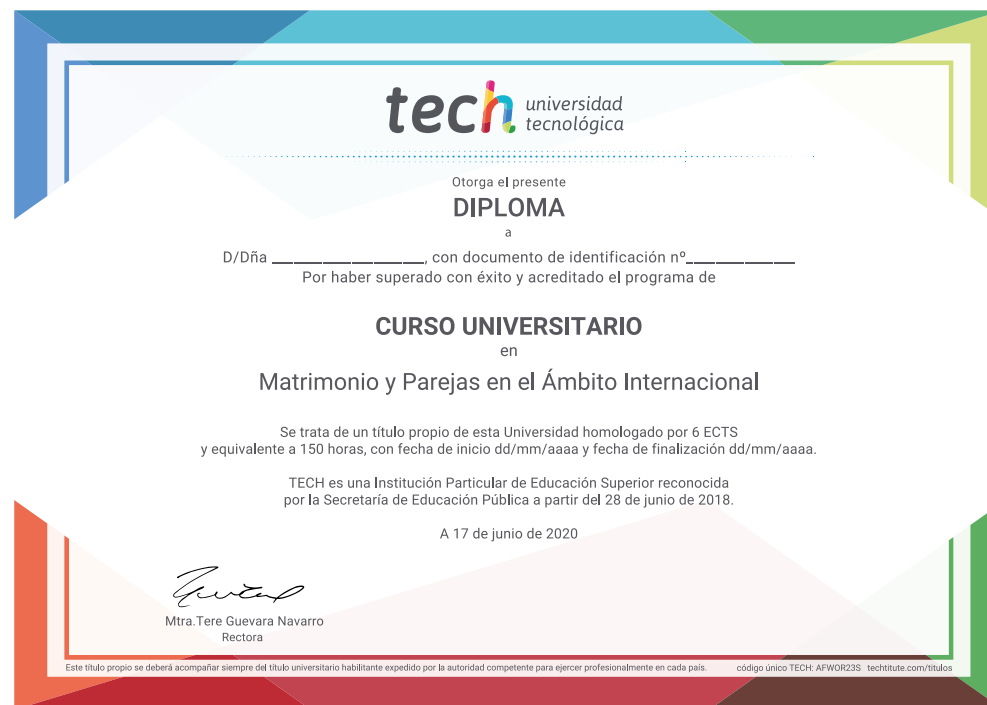 tech universidad
tecnológica
Otorga el presente
DIPLOMA
a
D/Dña ____________________, con documento de identificación nº______________
Por haber superado con éxito y acreditado el programa de
CURSO UNIVERSITARIO
en
Matrimonio y Parejas en el Ámbito Internacional
Se trata de un título propio de esta Universidad homologado por 6 ECTS
y equivalente a 150 horas, con fecha de inicio dd/mm/aaaa y fecha de finalización dd/mm/aaaa.
TECH es una Institución Particular de Educación Superior reconocida
por la Secretaría de Educación Pública a partir del 28 de junio de 2018.
A 17 de junio de 2020
Mtra.Tere Guevara Navarro
Rectora
Este título propio se deberá acompañar siempre del título universitario habilitante expedido por la autoridad competente para ejercer profesionalmente en cada país. código único TECH: AFWOR23S techtitute.com/titulos